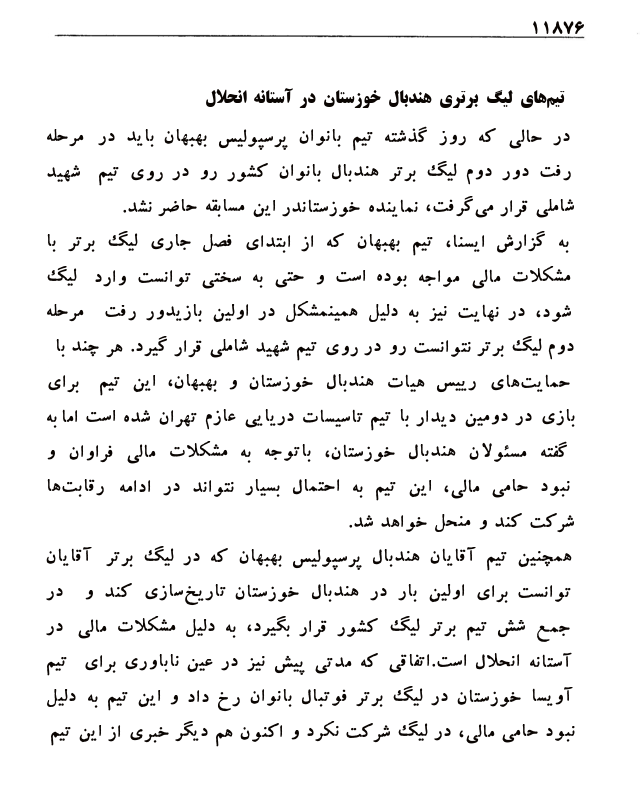 ۱۱۸۷۶
تیم‌های لیگ برتری هندبال خوزستان در آستانه انحلال
در حالی که روز گذشته تیم بانوان پرسپولیس بهبهان باید در مرحله
رفت دور دوم لیگ برتر هندبال بانوان کشور رو در روی تیم شهید
شاملی قرار می‌گرفت، نماینده خوزستاندر این مسابقه حاضر نشد.
به گزارش ایسنا، تیم بهبهان که از ابتدای فصل جاری لیگ برتر با
مشکلات مالی مواجه بوده است و حتی به سختی توانست وارد لیگ
شود، در نهایت نیز به دلیل همینمشکل در اولین بازیدور رفت مرحله
دوم لیگ برتر نتوانست رو در روی تیم شهید شاملی قرار گیرد. هر چند با
حمایت‌های رییس هیات هندبال خوزستان و بهبهان، این تیم برای
بازی در دومین دیدار با تیم تاسیسات دریایی عازم تهران شده است اما به
گفته مسئولان هندبال خوزستان، باتوجه به مشکلات مالی فراوان و
نبود حامی مالی، این تیم به احتمال بسیار نتواند در ادامه رقابت‌ها
شرکت کند و منحل خواهد شد.
همچنین تیم آقایان هندبال پرسپولیس بهبهان که در لیگ برتر آقایان
توانست برای اولین بار در هندبال خوزستان تاریخ‌سازی کند و در
جمع شش تیم برتر لیگ کشور قرار بگیرد، به دلیل مشکلات مالی در
آستانه انحلال است.اتفاقی که مدتی پیش نیز در عین ناباوری برای تیم
آویسا خوزستان در لیگ برتر فوتبال بانوان رخ داد و این تیم به دلیل
نبود حامی مالی، در لیگ شرکت نکرد و اکنون هم دیگر خبری از این تیم